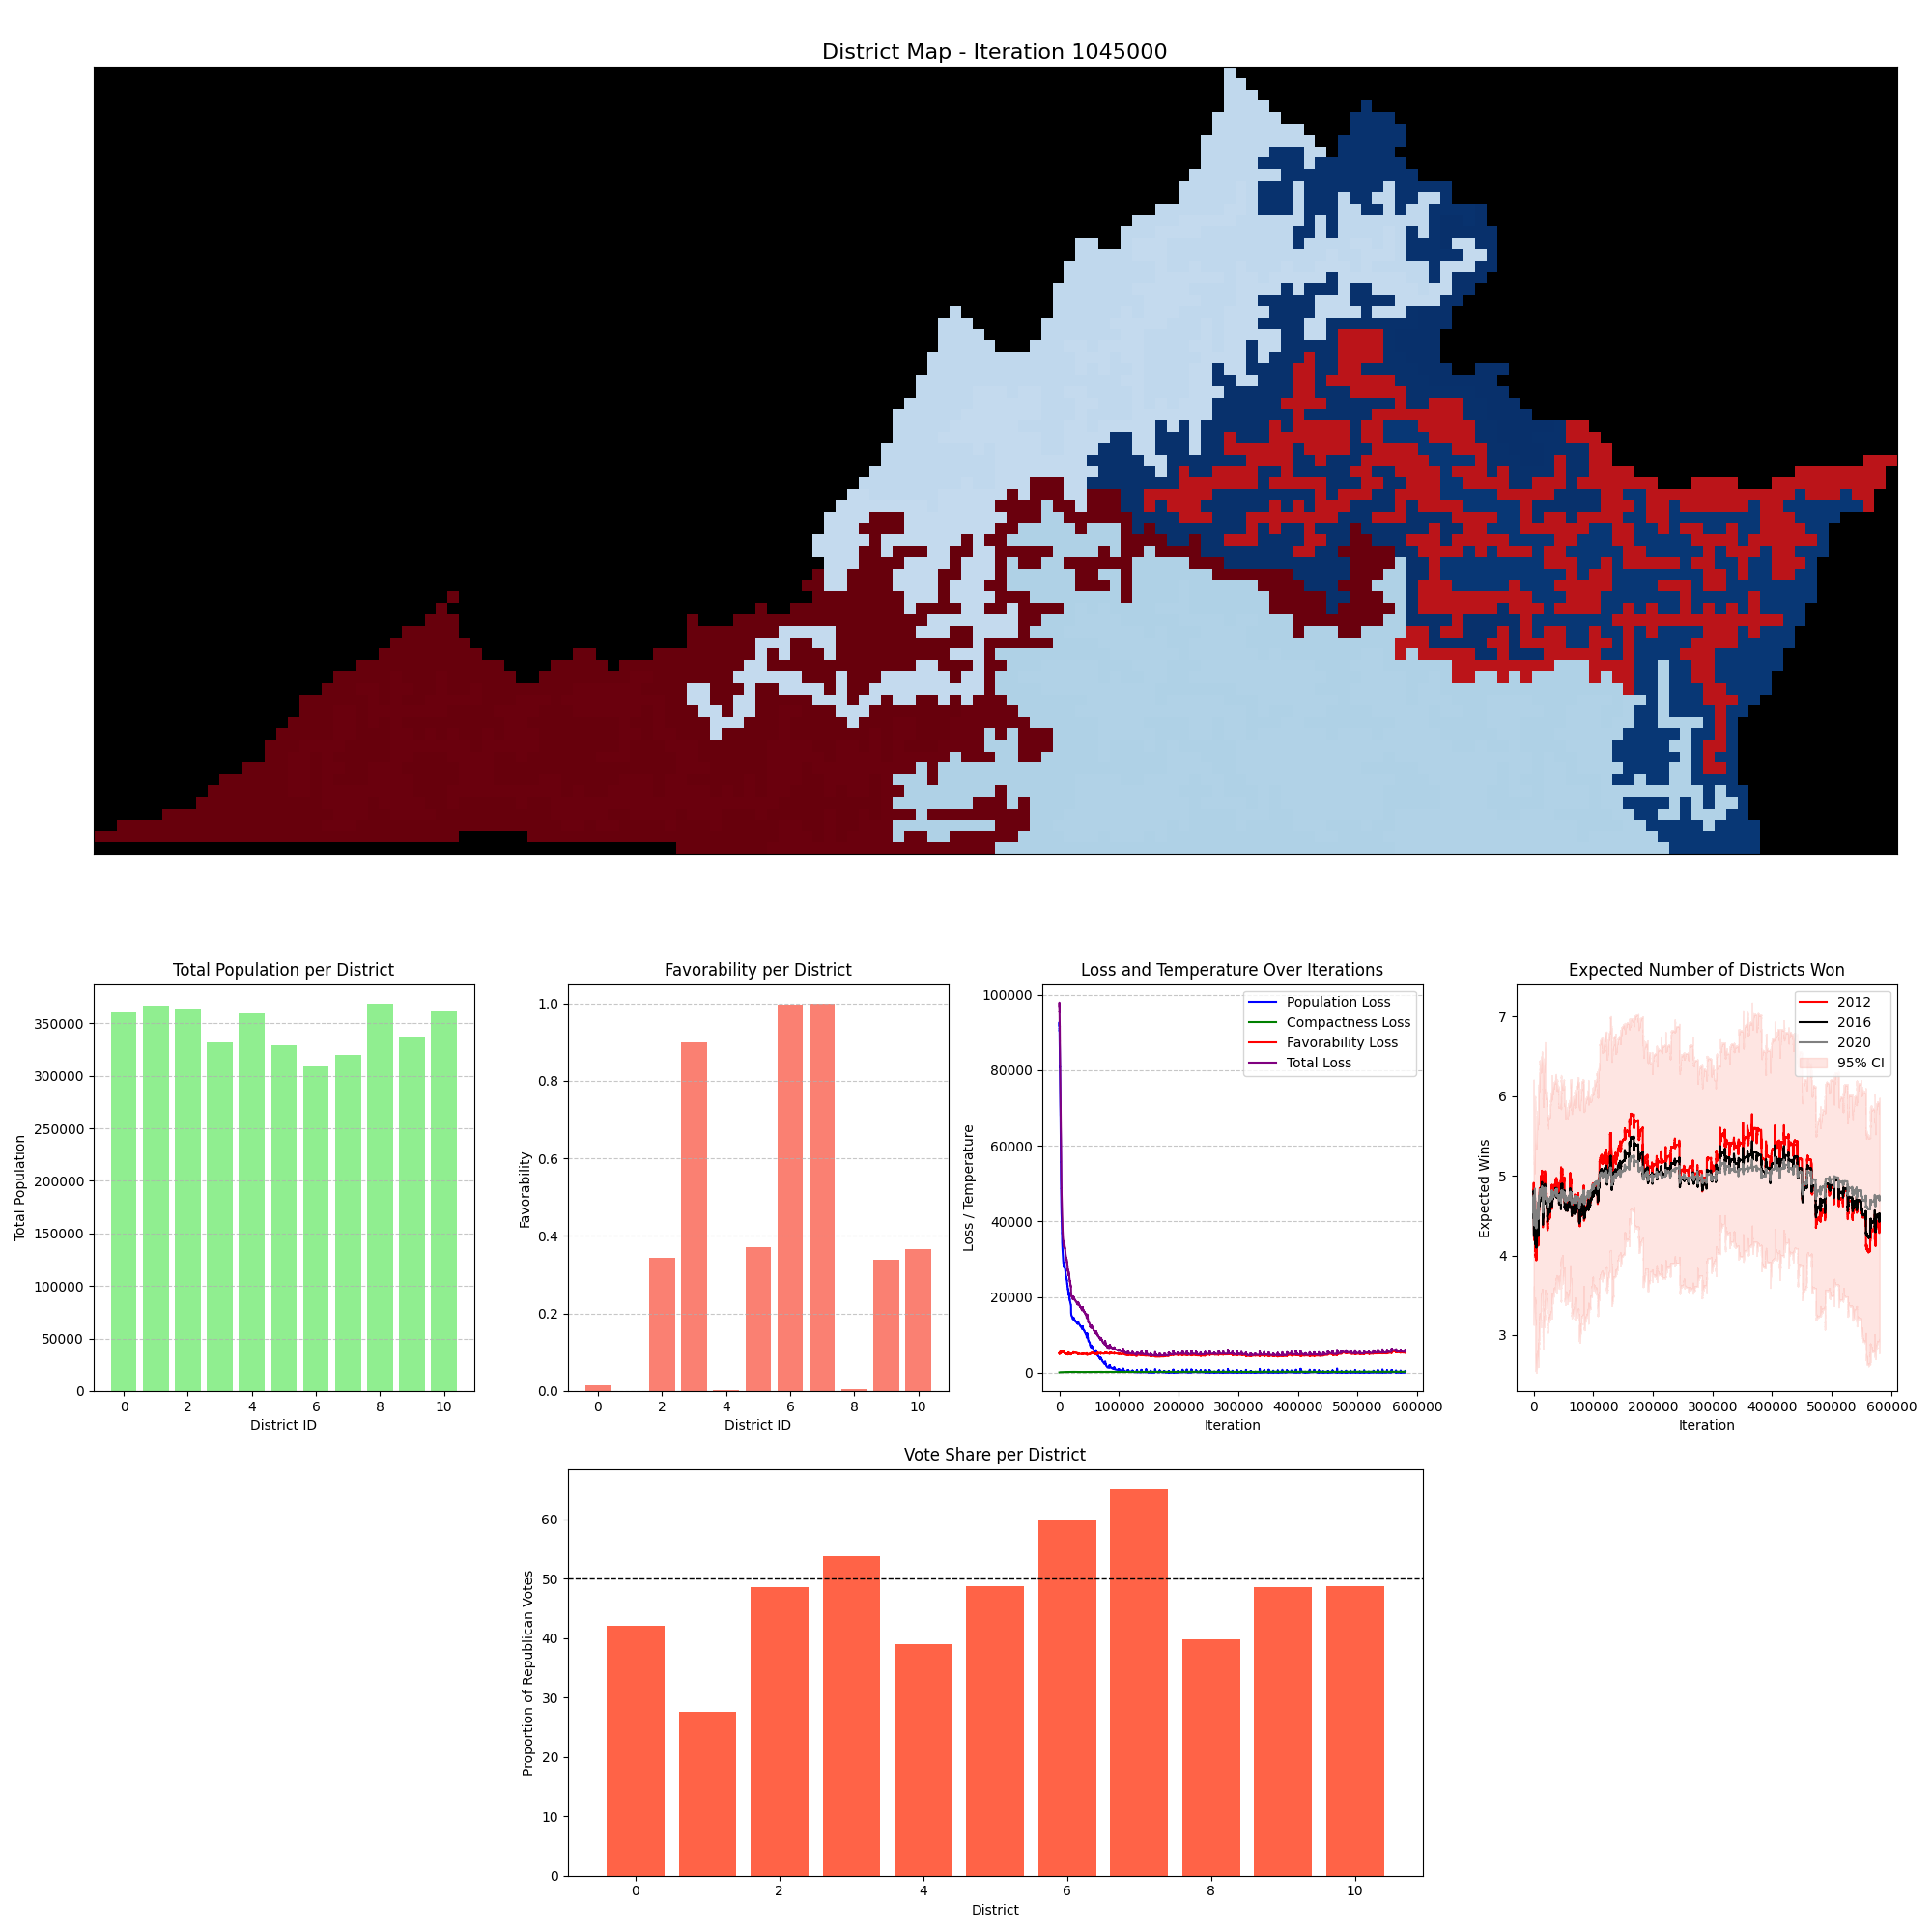 District Map - Iteration 1045000
Total Population per District
Total Population
350000
300000
250000
200000
150000
100000
50000
0
0 2 4 6 8 10
District ID
Favorability per District
Favorability
1.0
0.8
0.6
0.4
0.2
0.0
0 2 4 6 8 10
District ID
Loss and Temperature Over Iterations
Loss / Temperature
100000
80000
60000
40000
20000
0
Population Loss
Compactness Loss
Favorability Loss
Total Loss
0 100000 200000 300000 400000 500000 600000
Iteration
Expected Number of Districts Won
Expected Wins
7
6
5
4
3
2012
2016
2020
95% CI
0 100000 200000 300000 400000 500000 600000
Iteration
Vote Share per District
Proportion of Republican Votes
60
50
40
30
20
10
0
0 2 4 6 8 10
District